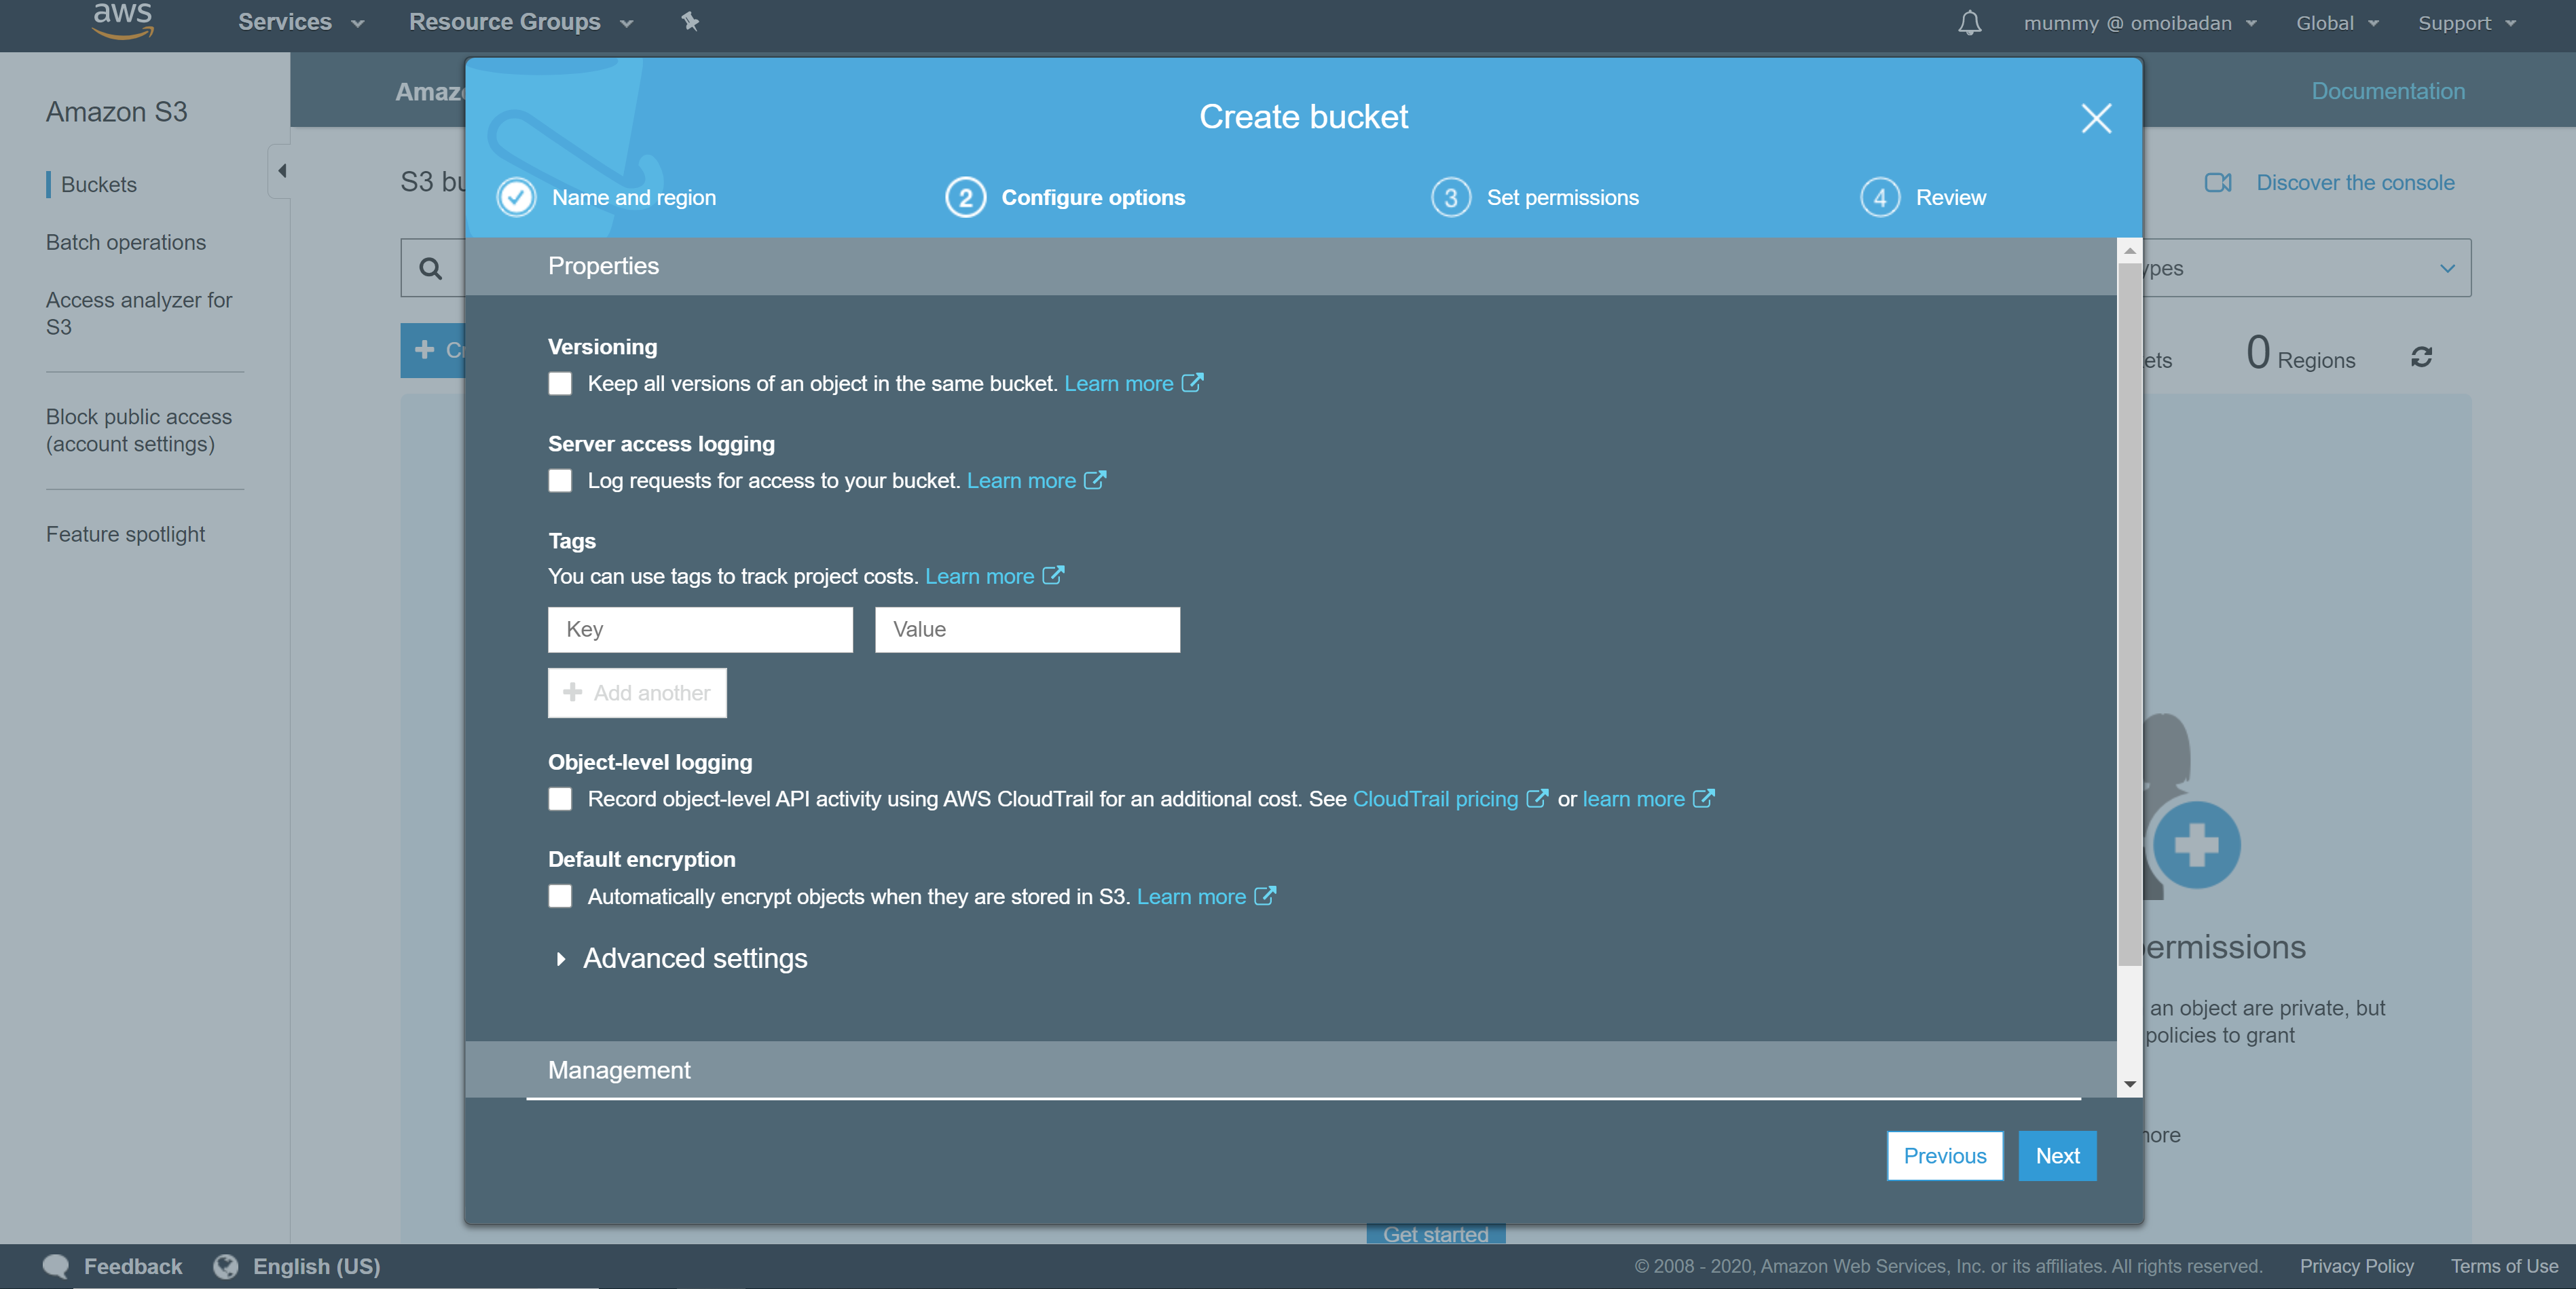 aws
Services
Resource Groups
mummy @ omoibadan
Global
Support
Amazon S3
Buckets
Batch operations
Access analyzer for
S3
Block public access
(account settings)
Feature spotlight
Documentation
Discover the console
Create bucket
Name and region
2 Configure options
3 Set permissions
4 Review
Properties
Versioning
Keep all versions of an object in the same bucket. Learn more
Server access logging
Log requests for access to your bucket. Learn more
Tags
You can use tags to track project costs. Learn more
Key
Value
Add another
Object-level logging
Record object-level API activity using AWS CloudTrail for an additional cost. See CloudTrail pricing or learn more
Default encryption
Automatically encrypt objects when they are stored in S3. Learn more
Advanced settings
Management
Previous
Next
S3
0 Regions
an object are private, but
policies to grant
Get started
Feedback
English (US)
© 2008 - 2020, Amazon Web Services, Inc. or its affiliates. All rights reserved.
Privacy Policy
Terms of Use